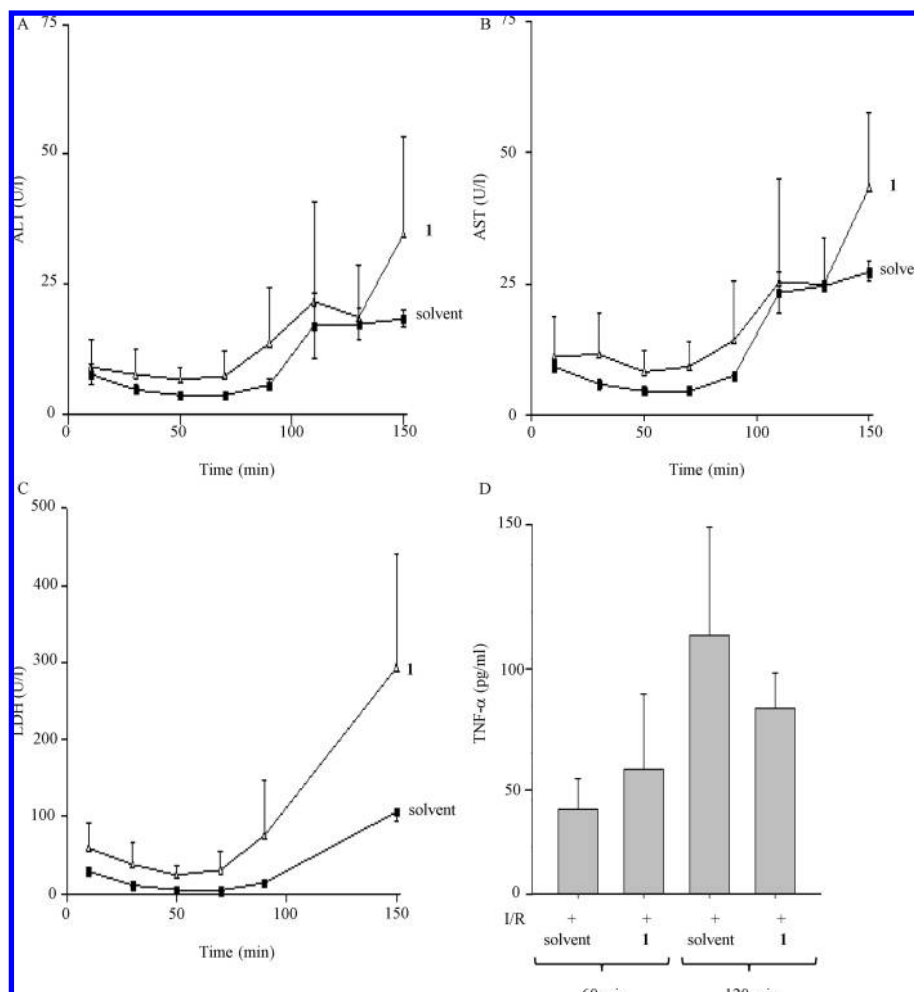 A
75
50
ALT (U/l)
25
0
0
50
100
150
Time (min)
1
solvent
B
75
50
AST (U/l)
25
0
0
50
100
150
Time (min)
1
solve
C
500
400
300
LDH (U/l)
200
100
0
0
50
100
150
Time (min)
1
solvent
D
150
100
TNF-α (pg/ml)
50
0
I/R + + + +
solvent 1 solvent 1